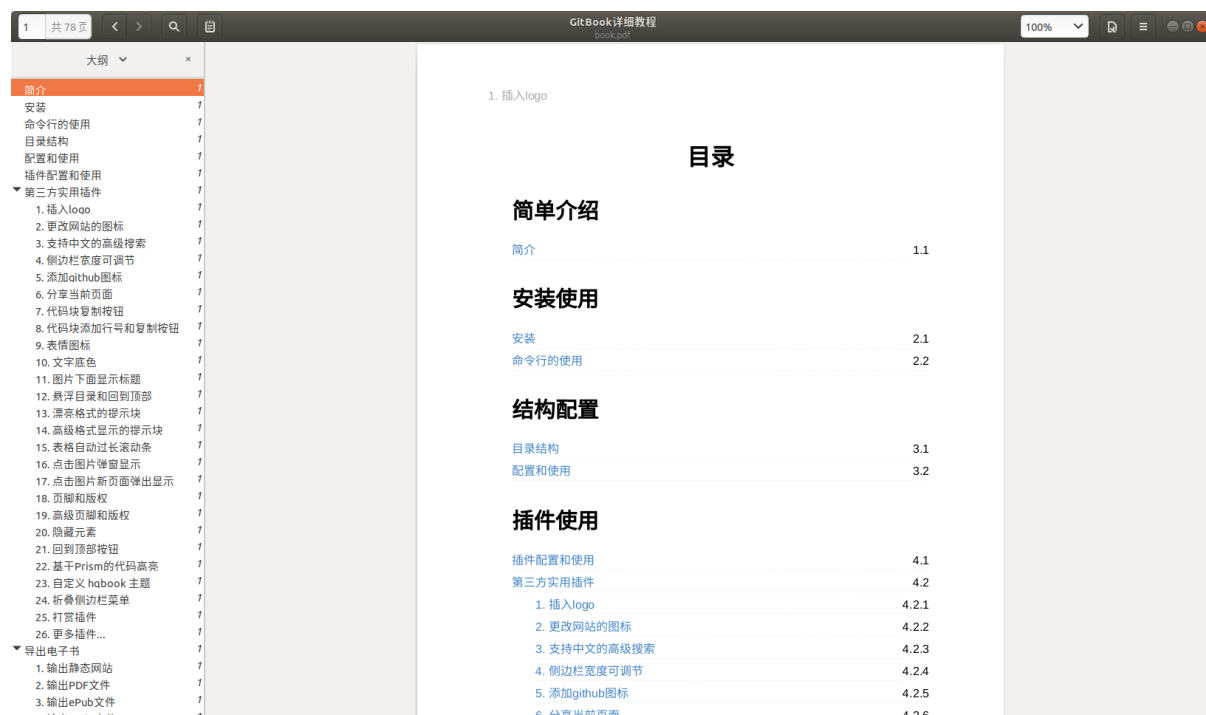 1 共 78 页
GitBook详细教程
book.pdf
100%
大纲
简介 1
安装 1
命令行的使用 1
目录结构 1
配置和使用 1
插件配置和使用 1
第三方实用插件 1
1. 插入logo 1
2. 更改网站的图标 1
3. 支持中文的高级搜索 1
4. 侧边栏宽度可调节 1
5. 添加github图标 1
6. 分享当前页面 1
7. 代码块复制按钮 1
8. 代码块添加行号和复制按钮 1
9. 表情图标 1
10. 文字底色 1
11. 图片下面显示标题 1
12. 悬浮目录和回到顶部 1
13. 漂亮格式的提示块 1
14. 高级格式显示的提示块 1
15. 表格自动过长滚动条 1
16. 点击图片弹窗显示 1
17. 点击图片新页面弹出显示 1
18. 页脚和版权 1
19. 高级页脚和版权 1
20. 隐藏元素 1
21. 回到顶部按钮 1
22. 基于Prism的代码高亮 1
23. 自定义 hqbook 主题 1
24. 折叠侧边栏菜单 1
25. 打赏插件 1
26. 更多插件... 1
导出电子书 1
1. 输出静态网站 1
2. 输出PDF文件 1
3. 输出ePub文件 1
1. 插入logo
目录
简单介绍
简介 1.1
安装使用
安装 2.1
命令行的使用 2.2
结构配置
目录结构 3.1
配置和使用 3.2
插件使用
插件配置和使用 4.1
第三方实用插件 4.2
1. 插入logo 4.2.1
2. 更改网站的图标 4.2.2
3. 支持中文的高级搜索 4.2.3
4. 侧边栏宽度可调节 4.2.4
5. 添加github图标 4.2.5
6. 分享当前页面 4.2.6